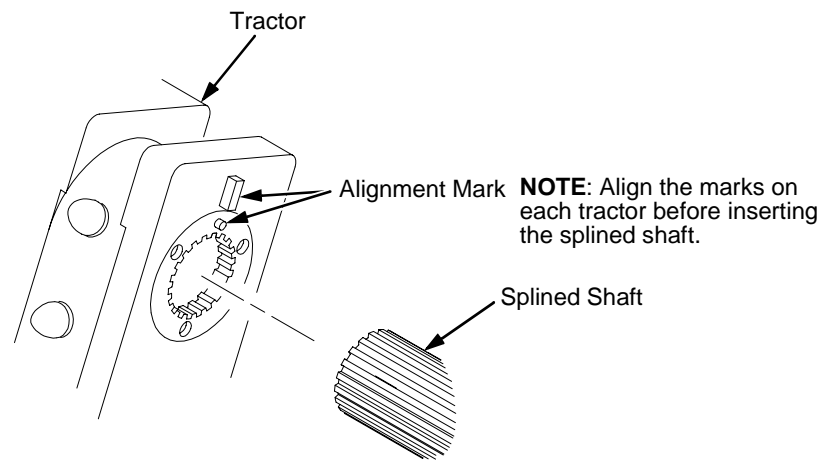 Tractor
Alignment Mark
NOTE: Align the marks on
each tractor before inserting
the splined shaft.
Splined Shaft